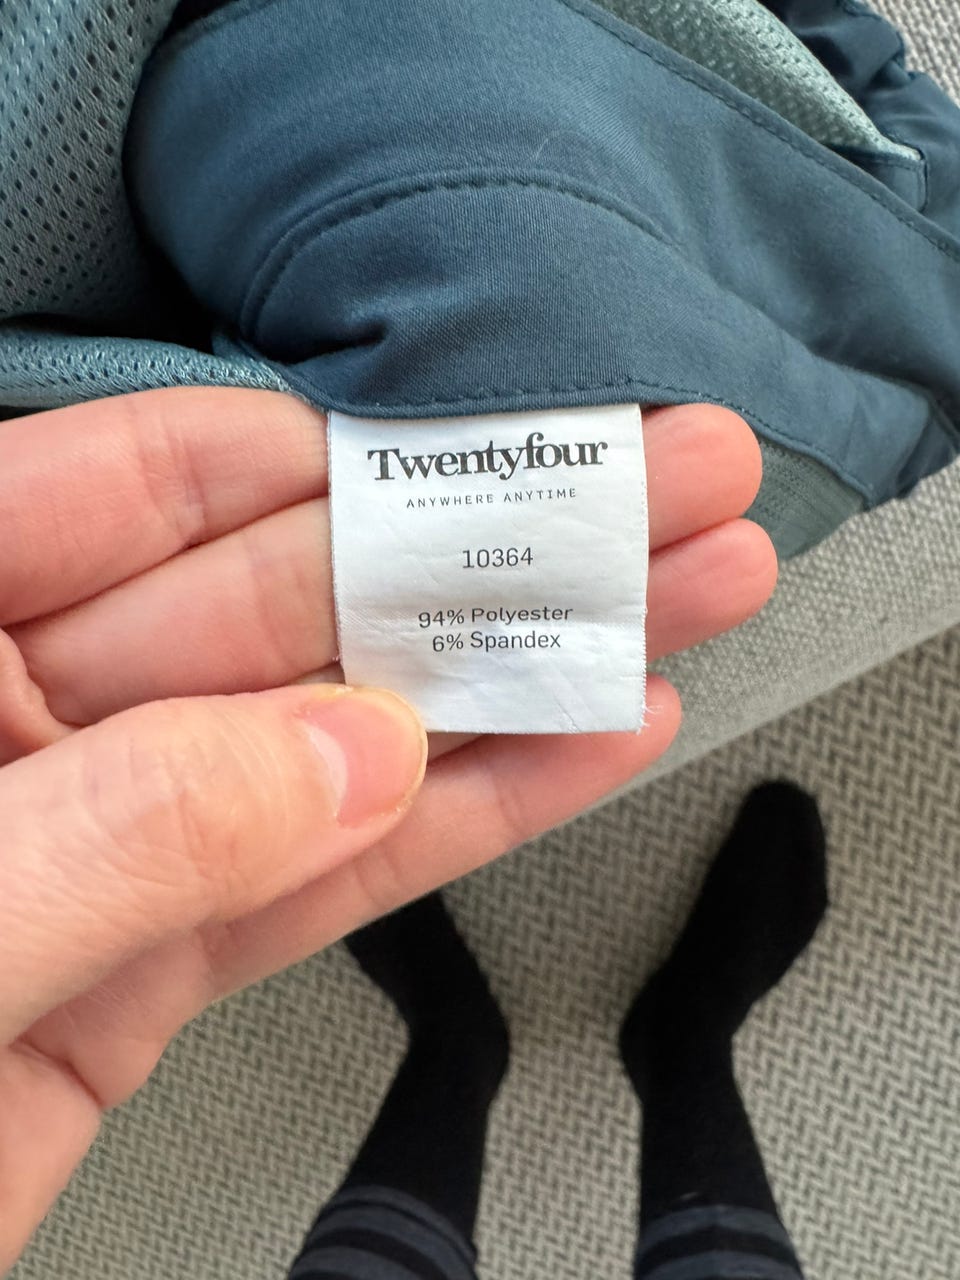 Twentyfour
ANYWHERE ANYTIME
10364
94% Polyester
6% Spandex